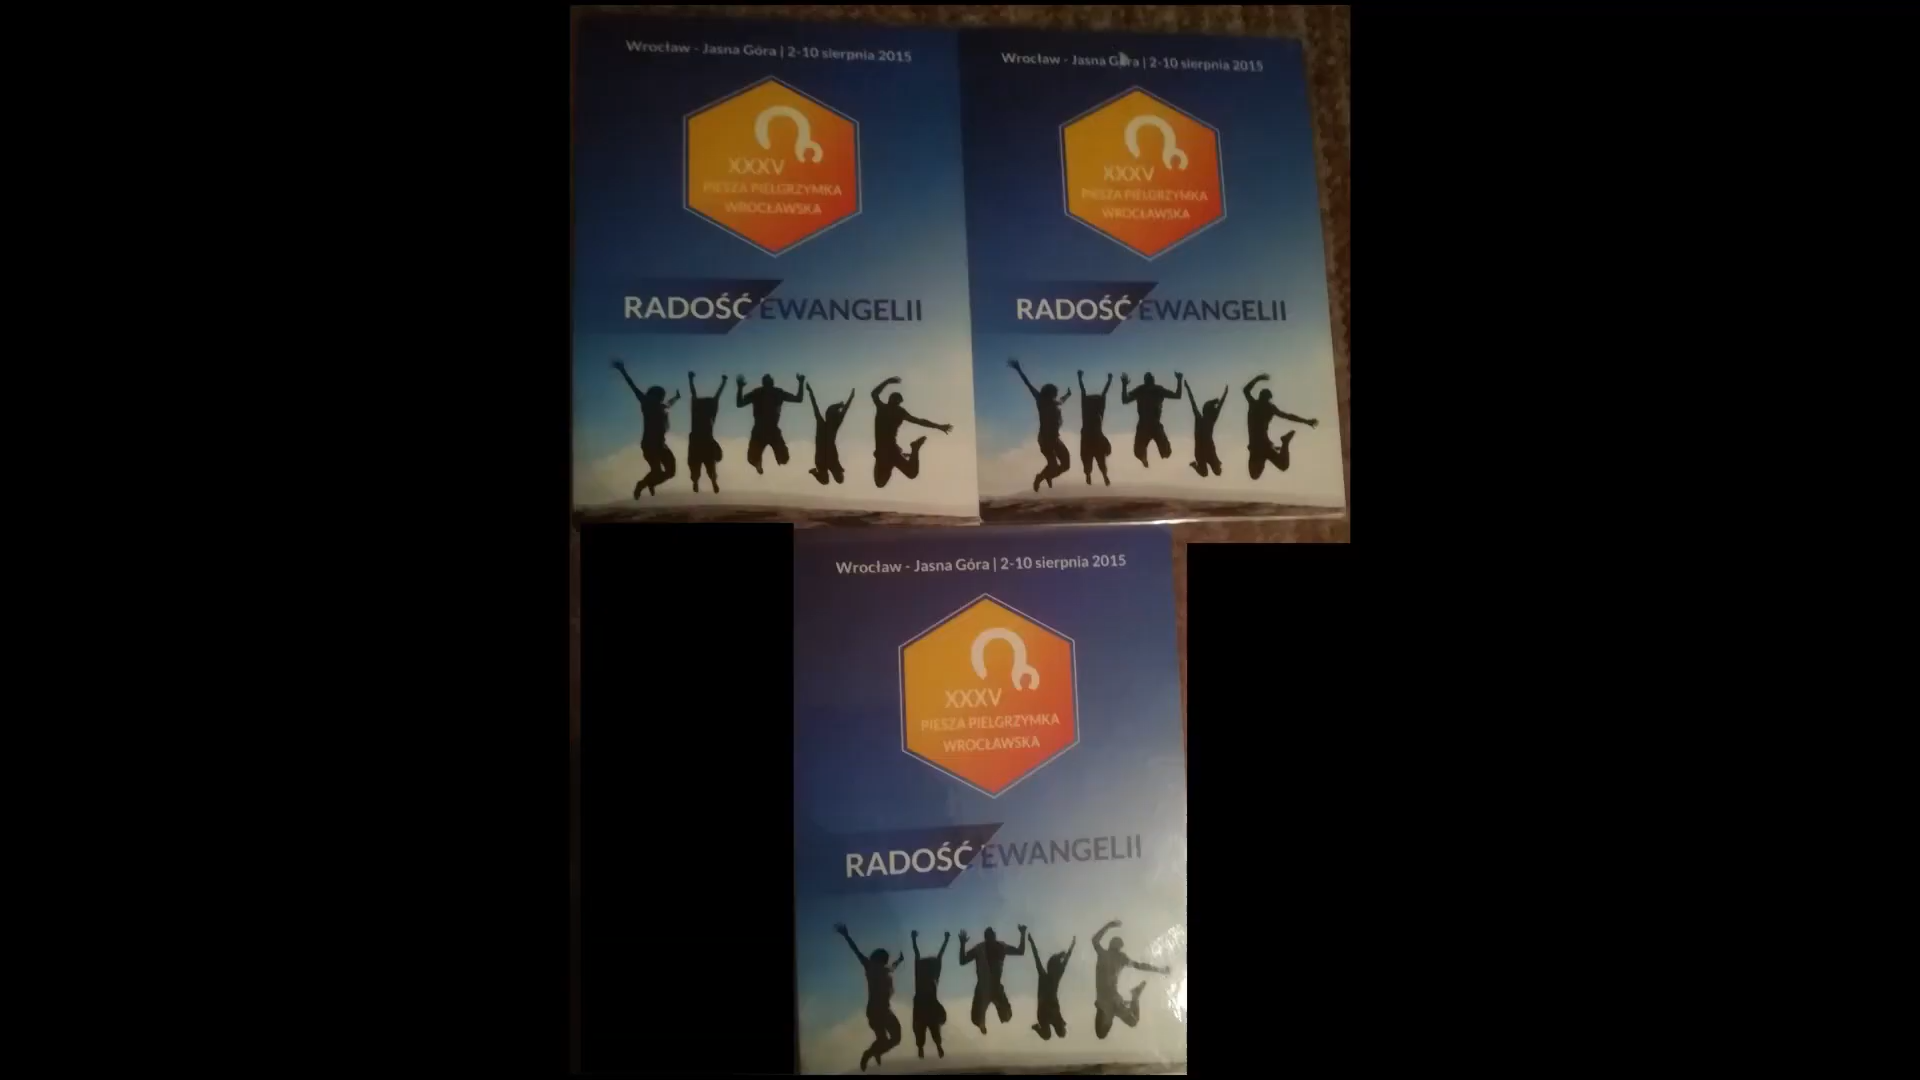 Wrocław - Jasna Góra | 2-10 sierpnia 2015
XXXV
PIESZA PIELGRZYMKA
WROCŁAWSKA
RADOŚĆ EWANGELII
Wrocław - Jasna Góra | 2-10 sierpnia 2015
XXXV
PIESZA PIELGRZYMKA
WROCŁAWSKA
RADOŚĆ EWANGELII
Wrocław - Jasna Góra | 2-10 sierpnia 2015
XXXV
PIESZA PIELGRZYMKA
WROCŁAWSKA
RADOŚĆ EWANGELII